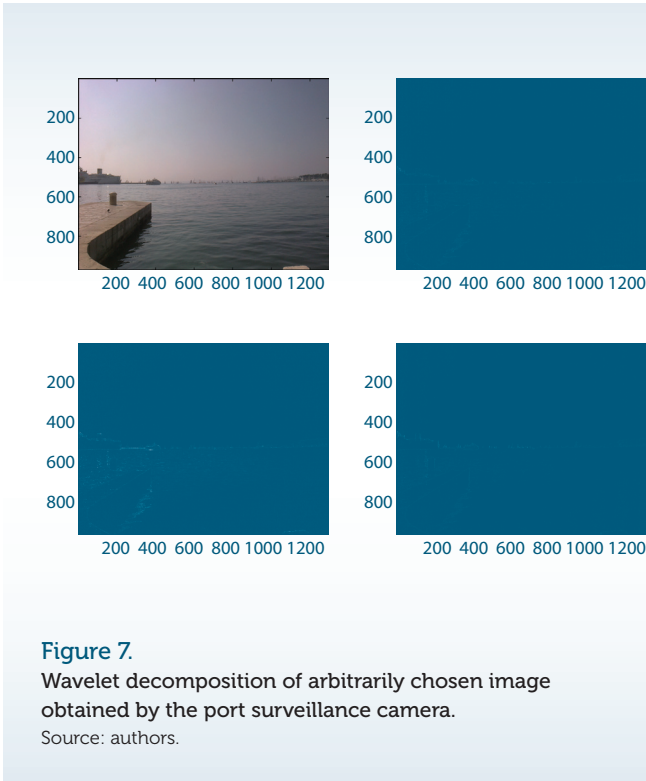 200
400
600
800
200 400 600 800 1000 1200
200
400
600
800
200 400 600 800 1000 1200
200
400
600
800
200 400 600 800 1000 1200
200
400
600
800
200 400 600 800 1000 1200
Figure 7.
Wavelet decomposition of arbitrarily chosen image
obtained by the port surveillance camera.
Source: authors.